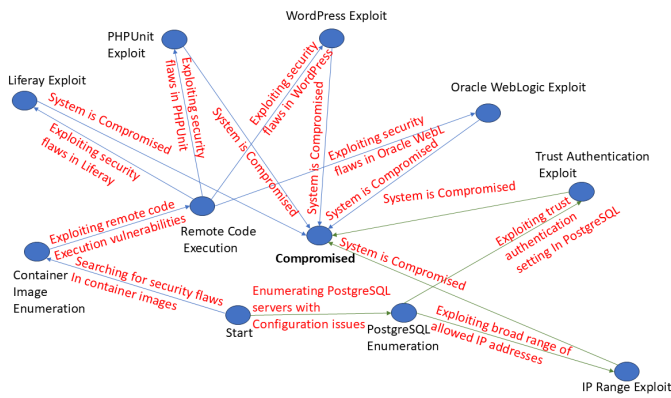 WordPress Exploit
PHPUnit
Exploit
Liferay Exploit
Oracle WebLogic Exploit
Trust Authentication
Exploit
Exploiting security
flaws in PHPUnit
Exploiting security
flaws in WordPress
System is Compromised
System is Compromised
System is Compromised
Exploiting security
flaws in Oracle WebL
System is Compromised
System is Compromised
Exploiting security
flaws in Liferay
Exploiting remote code
Execution vulnerabilities
Remote Code
Execution
Compromised
Exploiting trust
authentication
setting In PostgreSQL
System is Compromised
Container
Image
Enumeration
Searching for security flaws
In container images
Start
Enumerating PostgreSQL
servers with
Configuration issues
PostgreSQL
Enumeration
Exploiting broad range of
allowed IP addresses
IP Range Exploit